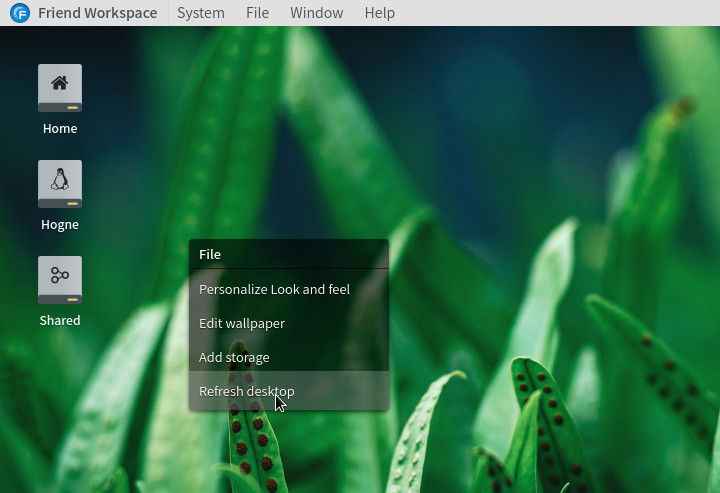 Friend Workspace System File Window Help
Home
Hogne
Shared
File
Personalize Look and feel
Edit wallpaper
Add storage
Refresh desktop